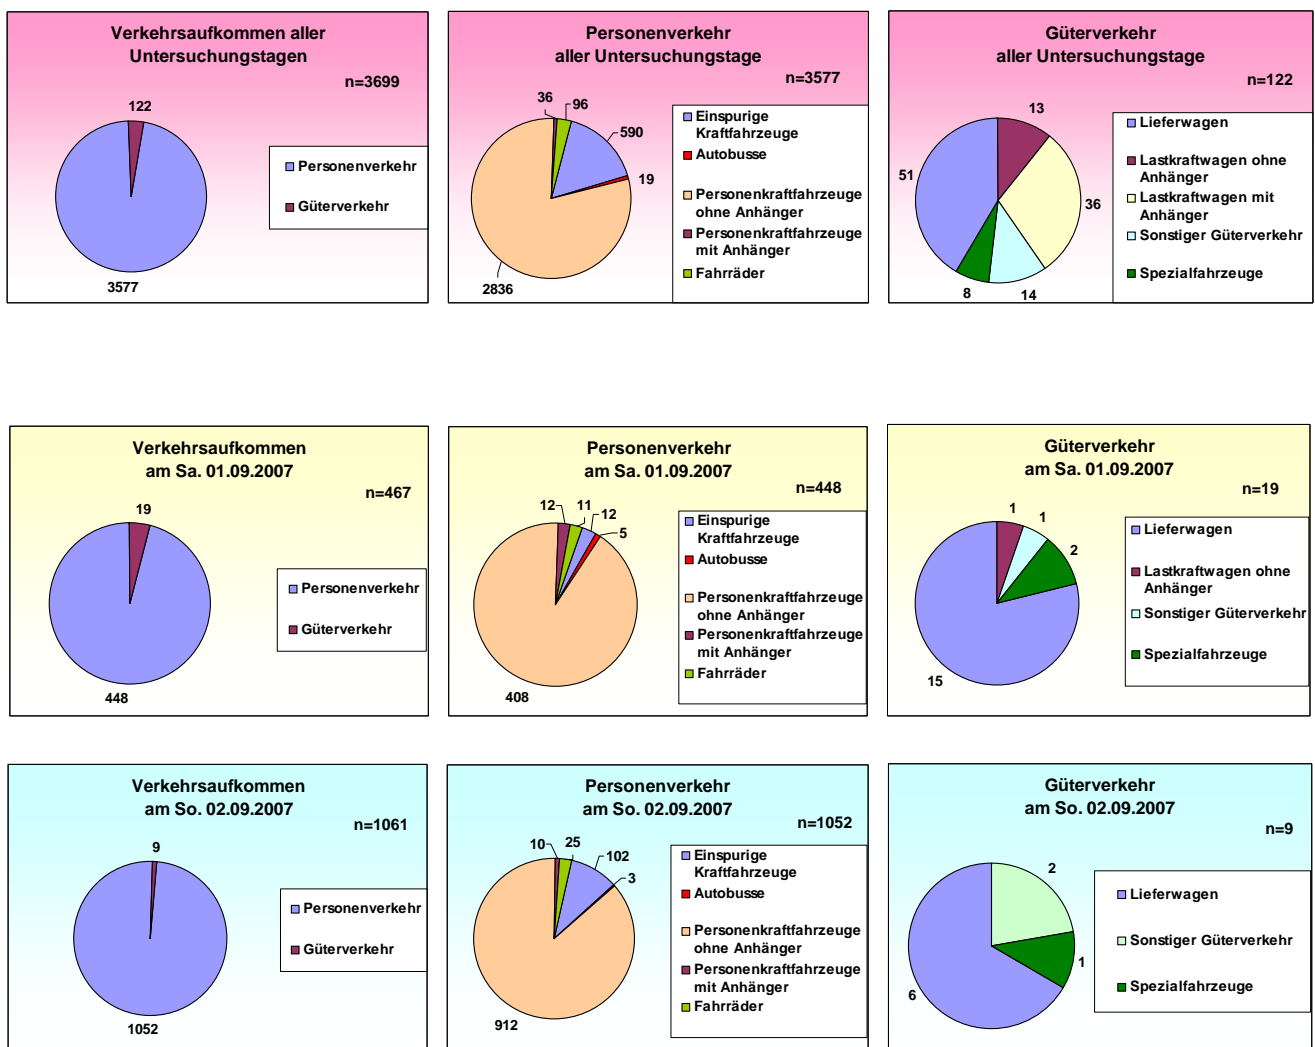 Verkehrsaufkommen aller
Untersuchungstagen
n=3699
122
3577
Personenverkehr
Güterverkehr
Personenverkehr
aller Untersuchungstage
n=3577
36
96
590
19
2836
Einspurige
Kraftfahrzeuge
Autobusse
Personenkraftfahrzeuge
ohne Anhänger
Personenkraftfahrzeuge
mit Anhänger
Fahrräder
Güterverkehr
aller Untersuchungstage
n=122
13
51
36
8
14
Lieferwagen
Lastkraftwagen ohne
Anhänger
Lastkraftwagen mit
Anhänger
Sonstiger Güterverkehr
Spezialfahrzeuge
Verkehrsaufkommen
am Sa. 01.09.2007
n=467
19
448
Personenverkehr
Güterverkehr
Personenverkehr
am Sa. 01.09.2007
n=448
12
11
12
5
408
Einspurige
Kraftfahrzeuge
Autobusse
Personenkraftfahrzeuge
ohne Anhänger
Personenkraftfahrzeuge
mit Anhänger
Fahrräder
Güterverkehr
am Sa. 01.09.2007
n=19
1
1
2
15
Lieferwagen
Lastkraftwagen ohne
Anhänger
Sonstiger Güterverkehr
Spezialfahrzeuge
Verkehrsaufkommen
am So. 02.09.2007
n=1061
9
1052
Personenverkehr
Güterverkehr
Personenverkehr
am So. 02.09.2007
n=1052
10
25
102
3
912
Einspurige
Kraftfahrzeuge
Autobusse
Personenkraftfahrzeuge
ohne Anhänger
Personenkraftfahrzeuge
mit Anhänger
Fahrräder
Güterverkehr
am So. 02.09.2007
n=9
2
1
6
Lieferwagen
Sonstiger Güterverkehr
Spezialfahrzeuge